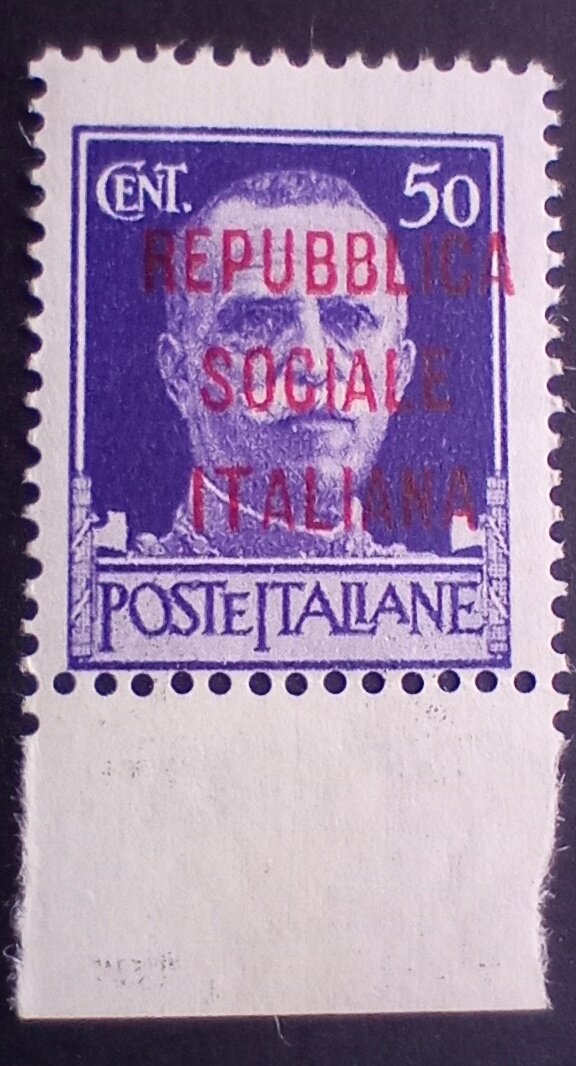 CENT. 50
REPUBBLICA
SOCIALE
ITALIANA
POSTE ITALIANE